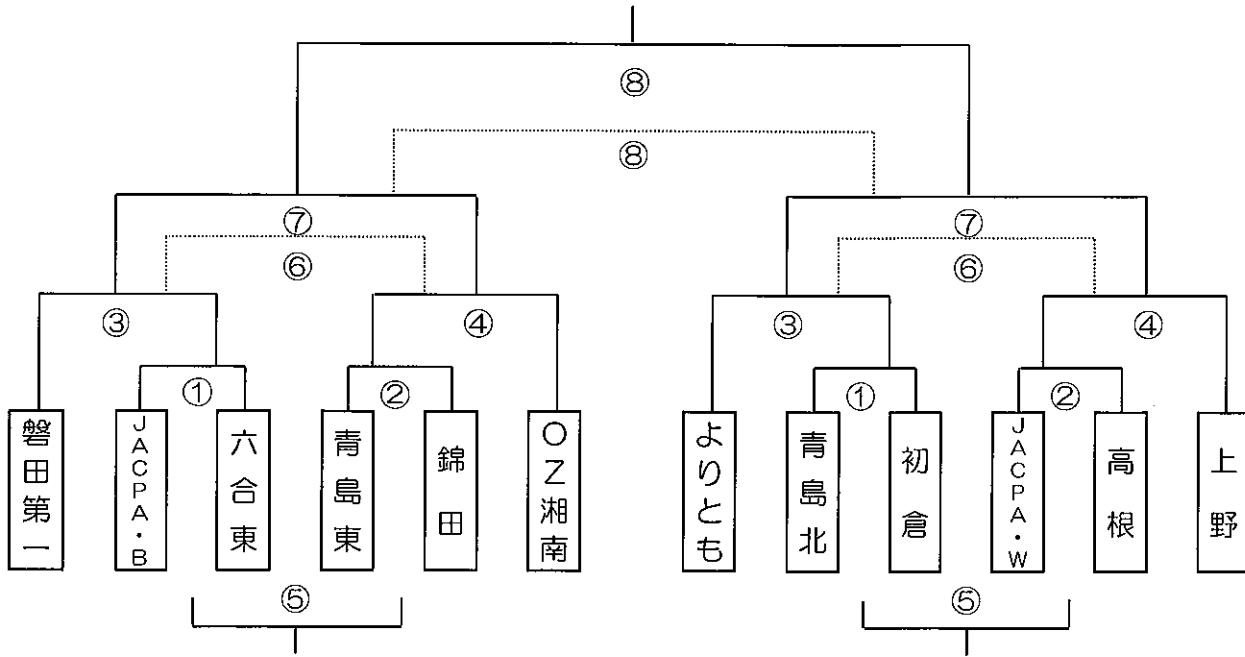 ⑧
⑧
⑦
⑦
⑥
⑥
③
④
③
④
①
②
①
②
磐田第一
JACPA・B
六合東
青島東
錦田
OZ湘南
よりとも
青島北
初倉
JACPA・W
高根
上野
⑤
⑤